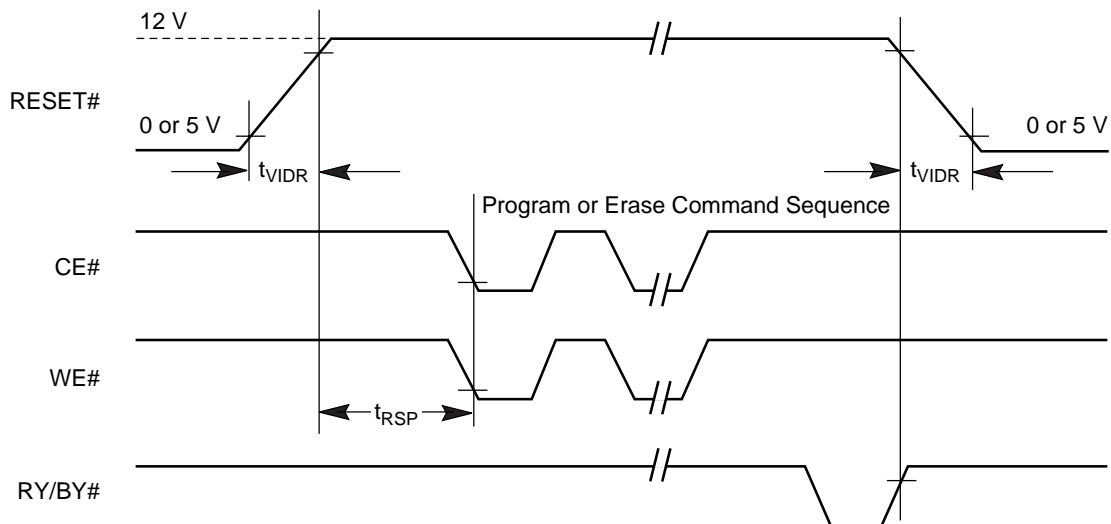 12 V
RESET#
0 or 5 V
0 or 5 V
tVIDR
tVIDR
Program or Erase Command Sequence
CE#
WE#
tRSP
RY/BY#